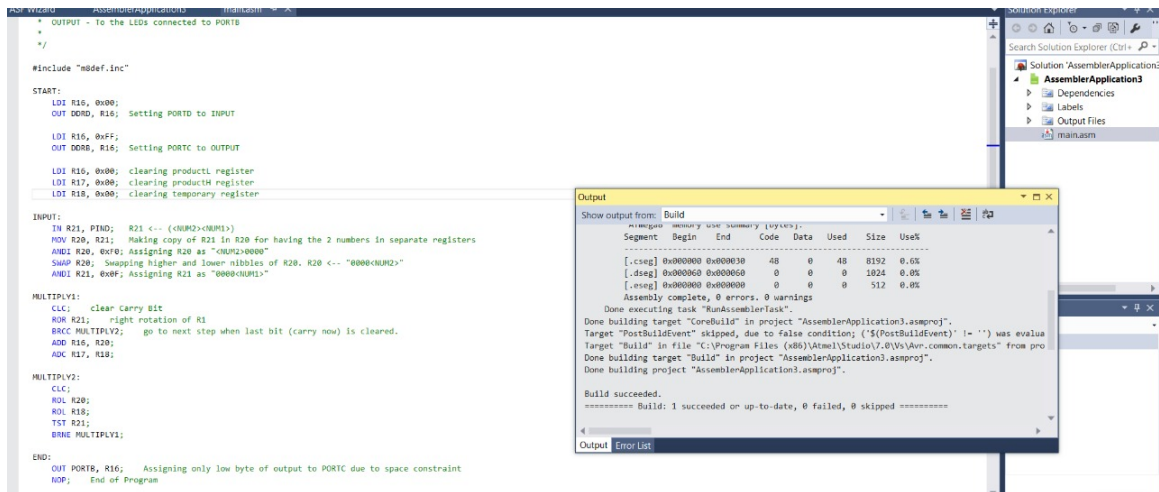 ASF Wizard AssemblerApplication3 main.asm
* OUTPUT - To the LEDs connected to PORTB
*
*/
#include "m8def.inc"
START:
LDI R16, 0x00;
OUT DDRD, R16; Setting PORTD to INPUT
LDI R16, 0xFF;
OUT DDRB, R16; Setting PORTC to OUTPUT
LDI R16, 0x00; clearing productL register
LDI R17, 0x00; clearing productH register
LDI R18, 0x00; clearing temporary register
INPUT:
IN R21, PIND; R21 <-- (<NUM2><NUM1>)
MOV R20, R21; Making copy of R21 in R20 for having the 2 numbers in separate registers
ANDI R20, 0xF0; Assigning R20 as "<NUM2>0000"
SWAP R20; Swapping higher and lower nibbles of R20. R20 <-- "0000<NUM2>"
ANDI R21, 0x0F; Assigning R21 as "0000<NUM1>"
MULTIPLY1:
CLC; clear Carry Bit
ROR R21; right rotation of R1
BRCC MULTIPLY2; go to next step when last bit (carry now) is cleared.
ADD R16, R20;
ADC R17, R18;
MULTIPLY2:
CLC;
ROL R20;
ROL R18;
TST R21;
BRNE MULTIPLY1;
END:
OUT PORTB, R16; Assigning only low byte of output to PORTC due to space constraint
NOP; End of Program
Solution Explorer
Search Solution Explorer (Ctrl+
Solution 'AssemblerApplication3
AssemblerApplication3
Dependencies
Labels
Output Files
main.asm
Output
Show output from: Build
memory use summary [bytes]:
Segment Begin End Code Data Used Size Use%
---------------------------------------------------------------
[.cseg] 0x000000 0x000030 48 0 48 8192 0.6%
[.dseg] 0x000060 0x000060 0 0 0 1024 0.0%
[.eseg] 0x000000 0x000000 0 0 0 512 0.0%
Assembly complete, 0 errors. 0 warnings
Done executing task "RunAssemblerTask".
Done building target "CoreBuild" in project "AssemblerApplication3.asmproj".
Target "PostBuildEvent" skipped, due to false condition; ('$(PostBuildEvent)' != '') was evalua
Target "Build" in file "C:\Program Files (x86)\Atmel\Studio\7.0\Vs\Avr.common.targets" from pro
Done building target "Build" in project "AssemblerApplication3.asmproj".
Done building project "AssemblerApplication3.asmproj".
Build succeeded.
========== Build: 1 succeeded or up-to-date, 0 failed, 0 skipped ==========
Output Error List